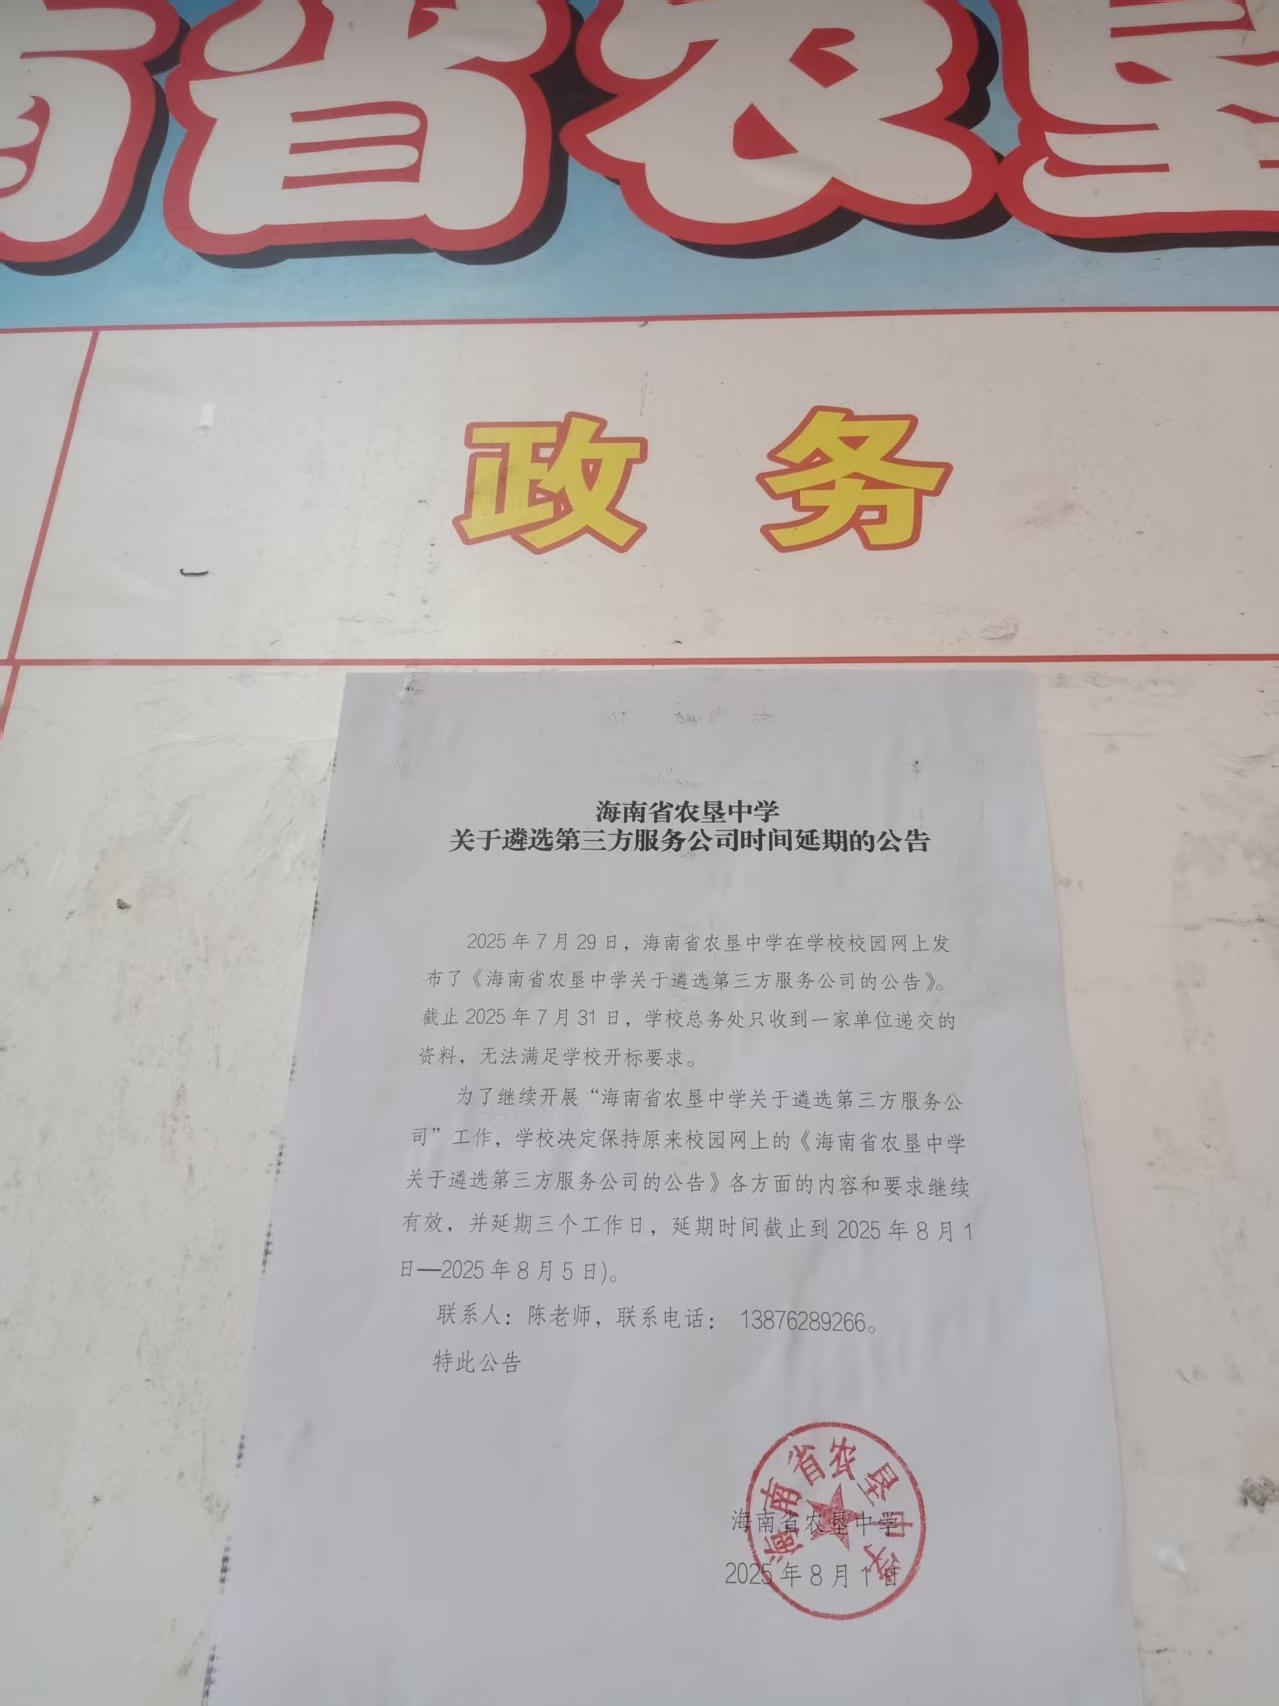 南省农垦
政务
海南省农垦中学
关于遴选第三方服务公司时间延期的公告
2025年7月29日，海南省农垦中学在学校校园网上发
布了《海南省农垦中学关于遴选第三方服务公司的公告》。
截止2025年7月31日，学校总务处只收到一家单位递交的
资料，无法满足学校开标要求。
为了继续开展“海南省农垦中学关于遴选第三方服务公
司”工作，学校决定保持原来校园网上的《海南省农垦中学
关于遴选第三方服务公司的公告》各方面的内容和要求继续
有效，并延期三个工作日，延期时间截止到2025年8月1
日—2025年8月5日)。
联系人：陈老师，联系电话： 13876289266。
特此公告
海南省农垦中学
海南省农垦中学
2025年8月1日